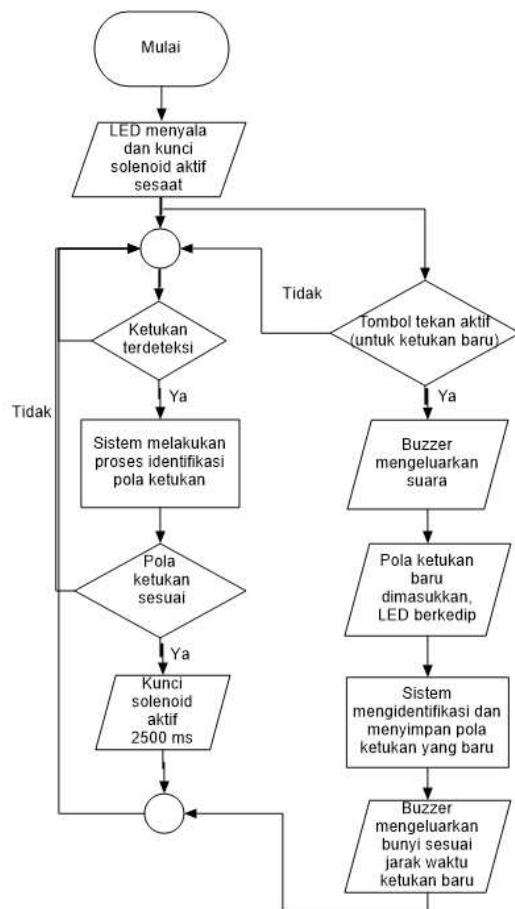 Mulai
LED menyala
dan kunci
solenoid aktif
sesaat
Tidak
Ketukan
terdeteksi
Tombol tekan aktif
(untuk ketukan baru)
Ya
Ya
Tidak
Sistem melakukan
proses identifikasi
pola ketukan
Buzzer
mengeluarkan
suara
Pola
ketukan
sesuai
Pola ketukan
baru
dimasukkan,
LED berkedip
Ya
Kunci
solenoid
aktif
2500 ms
Sistem
mengidentifikasi dan
menyimpan pola
ketukan yang baru
Buzzer
mengeluarkan
bunyi sesuai
jarak waktu
ketukan baru